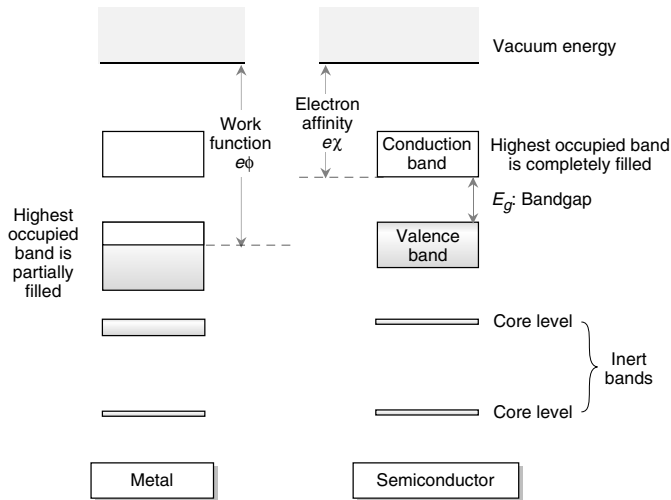 Vacuum energy
Electron
affinity
eχ
Work
function
eϕ
Conduction
band
Highest occupied band
is completely filled
E_g: Bandgap
Highest
occupied
band is
partially
filled
Valence
band
Core level
Inert
bands
Core level
Metal
Semiconductor